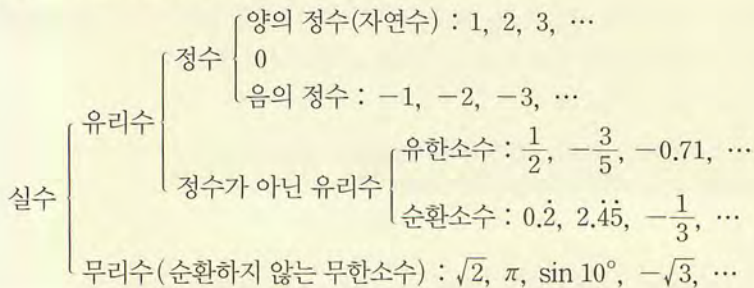 양의 정수(자연수) : 1, 2, 3, ⋯
정수
0
음의 정수 : −1, −2, −3, ⋯
유리수
유한소수 : 1/2, −3/5, −0.71, ⋯
정수가 아닌 유리수
실수
순환소수 : 0.2̇, 2.4̇5̇, −1/3, ⋯
무리수(순환하지 않는 무한소수) : √2, π, sin 10°, −√3, ⋯